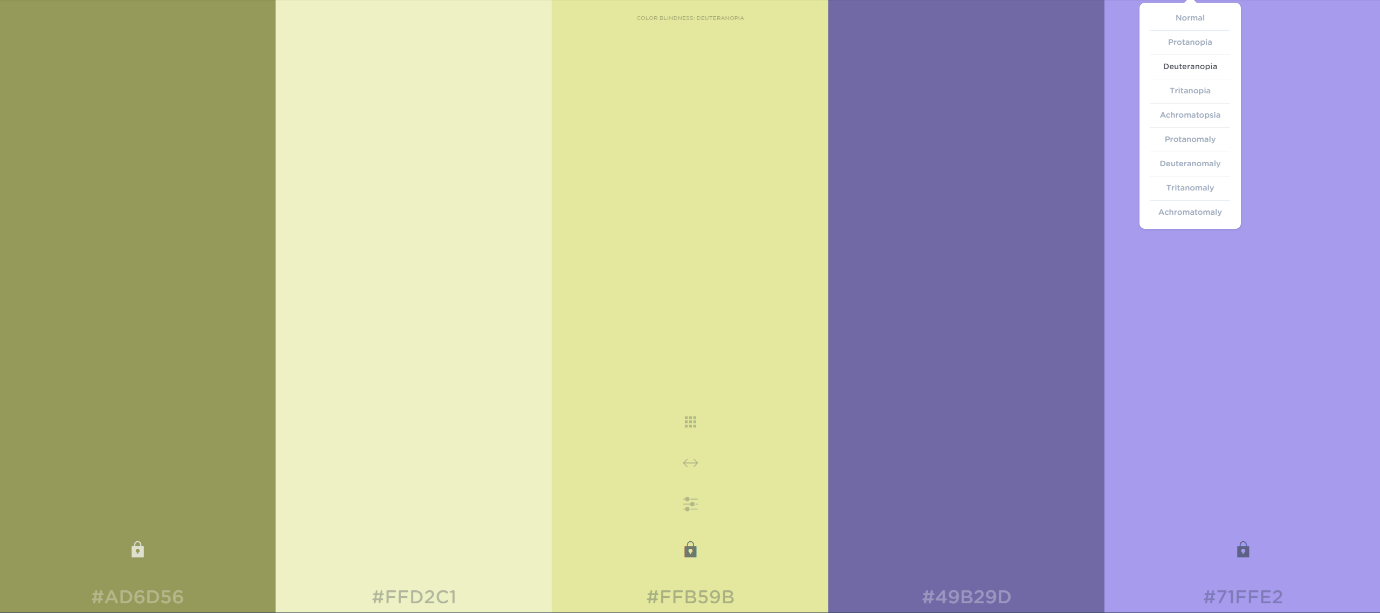 COLOR BLINDNESS: DEUTERANOPIA
Normal
Protanopia
Deuteranopia
Tritanopia
Achromatopsia
Protanomaly
Deuteranomaly
Tritanomaly
Achromatomaly
#AD6D56
#FFD2C1
#FFB59B
#49B29D
#71FFE2